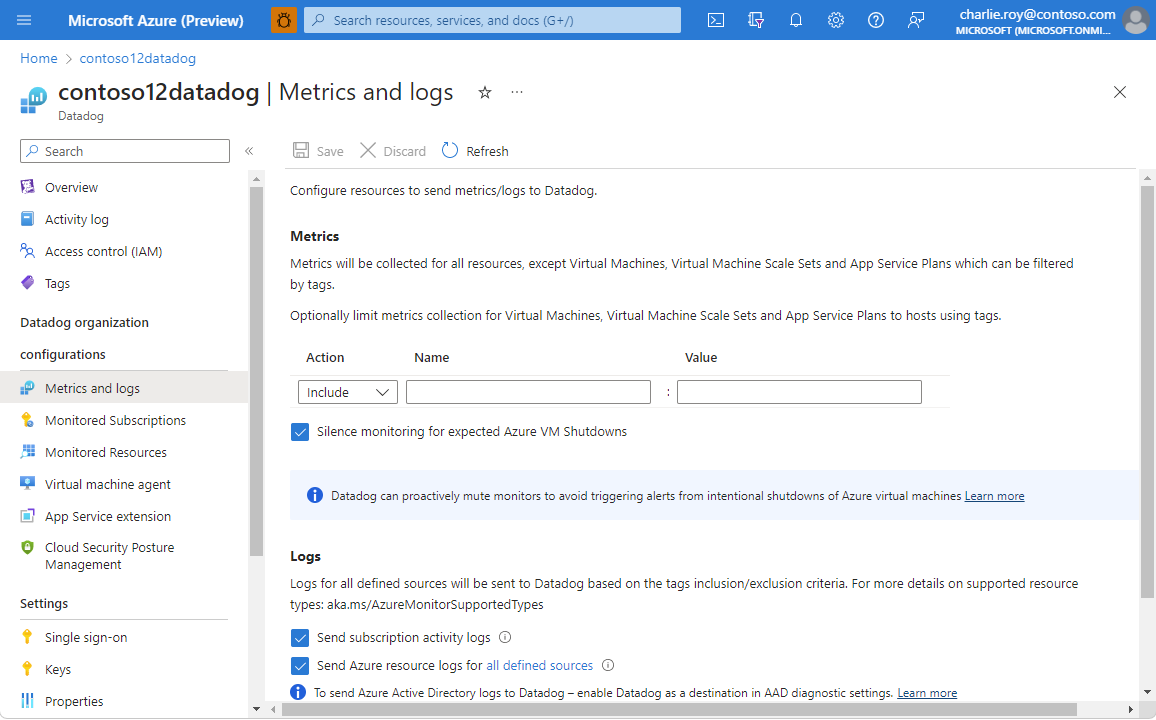 Microsoft Azure (Preview)
Search resources, services, and docs (G+/)
charlie.roy@contoso.com
MICROSOFT (MICROSOFT.ONMI...
Home > contoso12datadog
contoso12datadog | Metrics and logs
Datadog
Search
Overview
Activity log
Access control (IAM)
Tags
Datadog organization
configurations
Metrics and logs
Monitored Subscriptions
Monitored Resources
Virtual machine agent
App Service extension
Cloud Security Posture
Management
Settings
Single sign-on
Keys
Properties
Save Discard Refresh
Configure resources to send metrics/logs to Datadog.
Metrics
Metrics will be collected for all resources, except Virtual Machines, Virtual Machine Scale Sets and App Service Plans which can be filtered
by tags.
Optionally limit metrics collection for Virtual Machines, Virtual Machine Scale Sets and App Service Plans to hosts using tags.
Action Name Value
Include :
Silence monitoring for expected Azure VM Shutdowns
Datadog can proactively mute monitors to avoid triggering alerts from intentional shutdowns of Azure virtual machines Learn more
Logs
Logs for all defined sources will be sent to Datadog based on the tags inclusion/exclusion criteria. For more details on supported resource
types: aka.ms/AzureMonitorSupportedTypes
Send subscription activity logs
Send Azure resource logs for all defined sources
To send Azure Active Directory logs to Datadog – enable Datadog as a destination in AAD diagnostic settings. Learn more